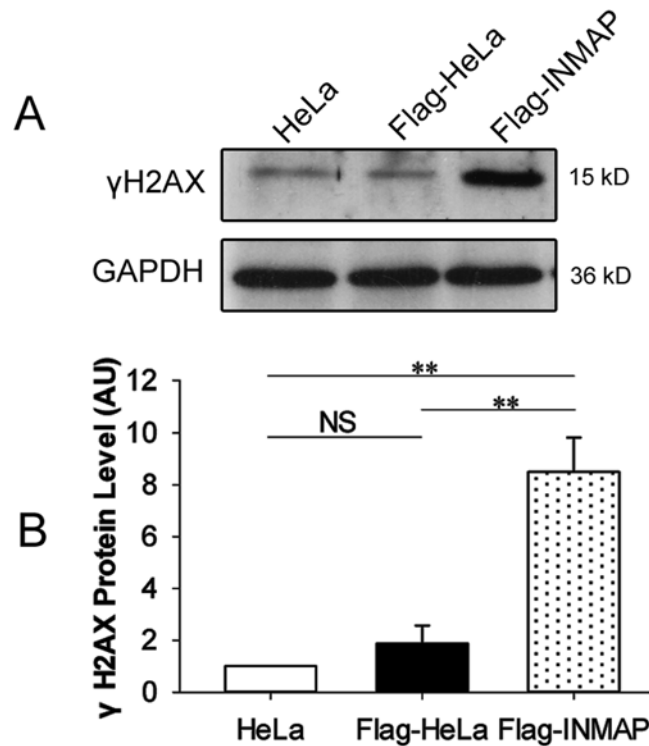 A
HeLa
Flag-HeLa
Flag-INMAP
γH2AX
15 kD
GAPDH
36 kD
B
γ H2AX Protein Level (AU)
12
10
8
6
4
2
0
**
**
NS
HeLa
Flag-HeLa
Flag-INMAP